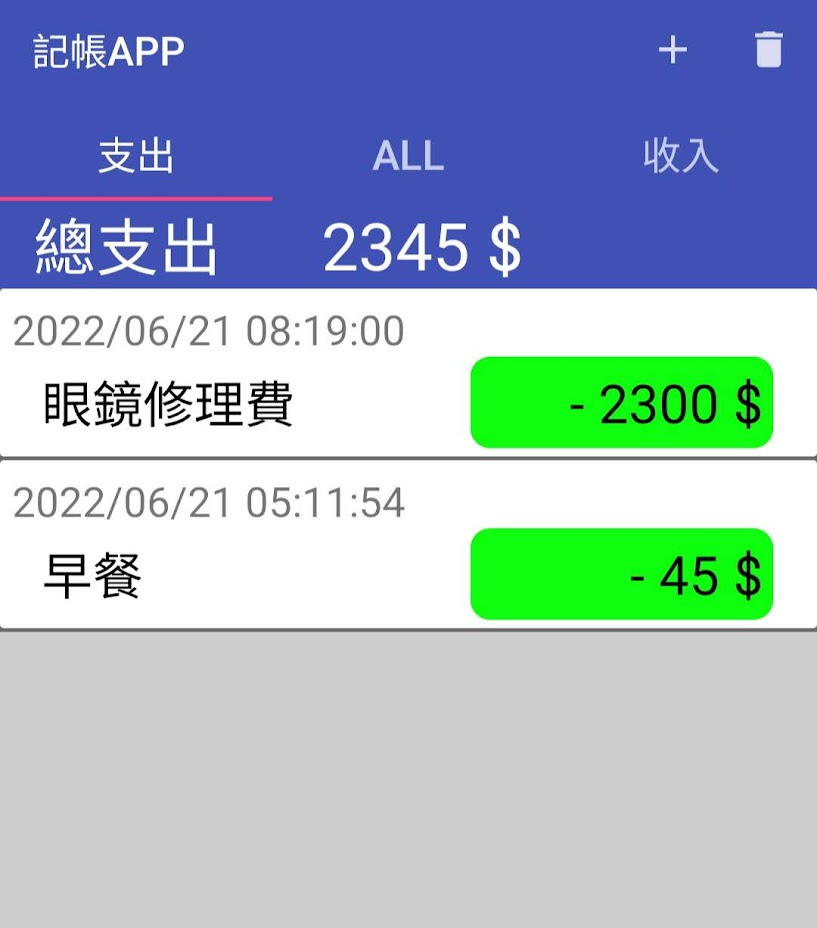 記帳APP
支出 ALL 收入
總支出 2345 $
2022/06/21 08:19:00
眼鏡修理費 - 2300 $
2022/06/21 05:11:54
早餐 - 45 $